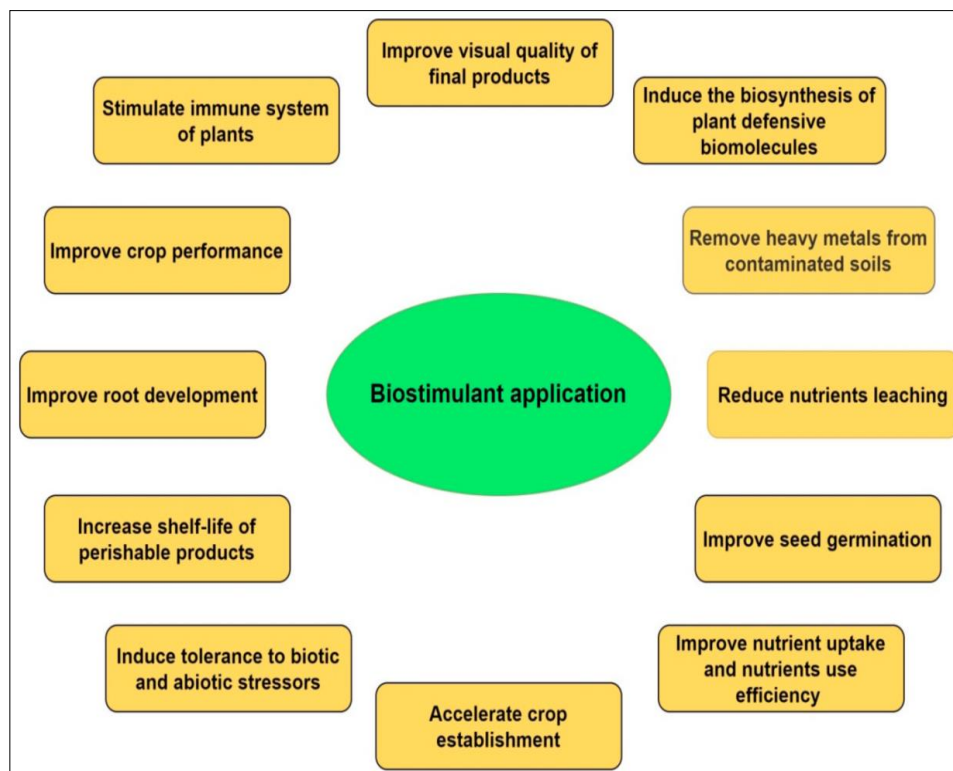 Improve visual quality of
final products
Stimulate immune system
of plants
Induce the biosynthesis of
plant defensive
biomolecules
Improve crop performance
Remove heavy metals from
contaminated soils
Improve root development
Biostimulant application
Reduce nutrients leaching
Increase shelf-life of
perishable products
Improve seed germination
Induce tolerance to biotic
and abiotic stressors
Improve nutrient uptake
and nutrients use
efficiency
Accelerate crop
establishment